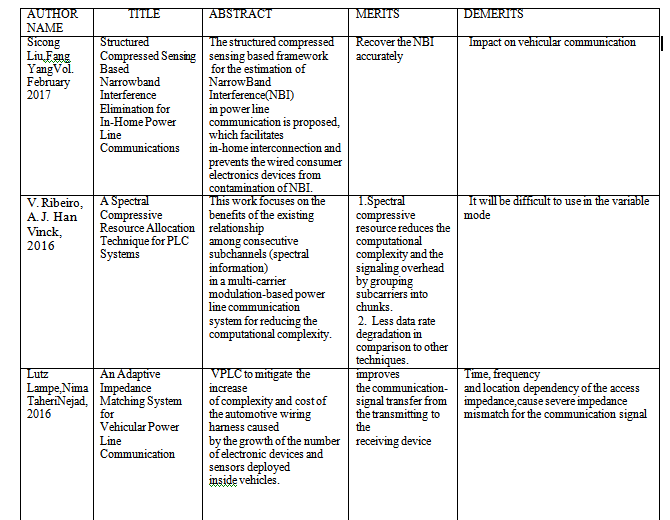 AUTHOR
NAME
TITLE
ABSTRACT
MERITS
DEMERITS
Sicong
Liu,Fang
YangVol.
February
2017
Structured
Compressed Sensing
Based
Narrowband
Interference
Elimination for
In-Home Power
Line
Communications
The structured compressed
sensing based framework
for the estimation of
NarrowBand
Interference(NBI)
in power line
communication is proposed,
which facilitates
in-home interconnection and
prevents the wired consumer
electronics devices from
contamination of NBI.
Recover the NBI
accurately
Impact on vehicular communication
V. Ribeiro,
A. J. Han
Vinck,
2016
A Spectral
Compressive
Resource Allocation
Technique for PLC
Systems
This work focuses on the
benefits of the existing
relationship
among consecutive
subchannels (spectral
information)
in a multi-carrier
modulation-based power
line communication
system for reducing the
computational complexity.
1.Spectral
compressive
resource reduces the
computational
complexity and the
signaling overhead
by grouping
subcarriers into
chunks.
2. Less data rate
degradation in
comparison to other
techniques.
It will be difficult to use in the variable
mode
Lutz
Lampe,Nima
TaheriNejad,
2016
An Adaptive
Impedance
Matching System
for
Vehicular Power
Line
Communication
VPLC to mitigate the
increase
of complexity and cost of
the automotive wiring
harness caused
by the growth of the number
of electronic devices and
sensors deployed
inside vehicles.
improves
the communication-
signal transfer from
the transmitting to
the
receiving device
Time, frequency
and location dependency of the access
impedance,cause severe impedance
mismatch for the communication signal